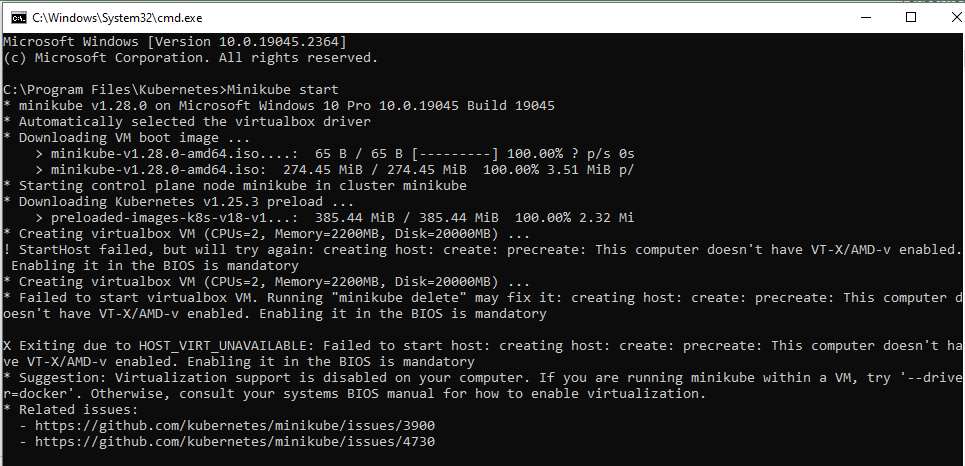 C:\Windows\System32\cmd.exe
Microsoft Windows [Version 10.0.19045.2364]
(c) Microsoft Corporation. All rights reserved.
C:\Program Files\Kubernetes>Minikube start
* minikube v1.28.0 on Microsoft Windows 10 Pro 10.0.19045 Build 19045
* Automatically selected the virtualbox driver
* Downloading VM boot image ...
    > minikube-v1.28.0-amd64.iso....:  65 B / 65 B [---------] 100.00% ? p/s 0s
    > minikube-v1.28.0-amd64.iso:  274.45 MiB / 274.45 MiB  100.00% 3.51 MiB p/
* Starting control plane node minikube in cluster minikube
* Downloading Kubernetes v1.25.3 preload ...
    > preloaded-images-k8s-v18-v1...:  385.44 MiB / 385.44 MiB  100.00% 2.32 Mi
* Creating virtualbox VM (CPUs=2, Memory=2200MB, Disk=20000MB) ...
! StartHost failed, but will try again: creating host: create: precreate: This computer doesn't have VT-X/AMD-v enabled.
 Enabling it in the BIOS is mandatory
* Creating virtualbox VM (CPUs=2, Memory=2200MB, Disk=20000MB) ...
* Failed to start virtualbox VM. Running "minikube delete" may fix it: creating host: create: precreate: This computer d
oesn't have VT-X/AMD-v enabled. Enabling it in the BIOS is mandatory
X Exiting due to HOST_VIRT_UNAVAILABLE: Failed to start host: creating host: create: precreate: This computer doesn't ha
ve VT-X/AMD-v enabled. Enabling it in the BIOS is mandatory
* Suggestion: Virtualization support is disabled on your computer. If you are running minikube within a VM, try '--drive
r=docker'. Otherwise, consult your systems BIOS manual for how to enable virtualization.
* Related issues:
  - https://github.com/kubernetes/minikube/issues/3900
  - https://github.com/kubernetes/minikube/issues/4730